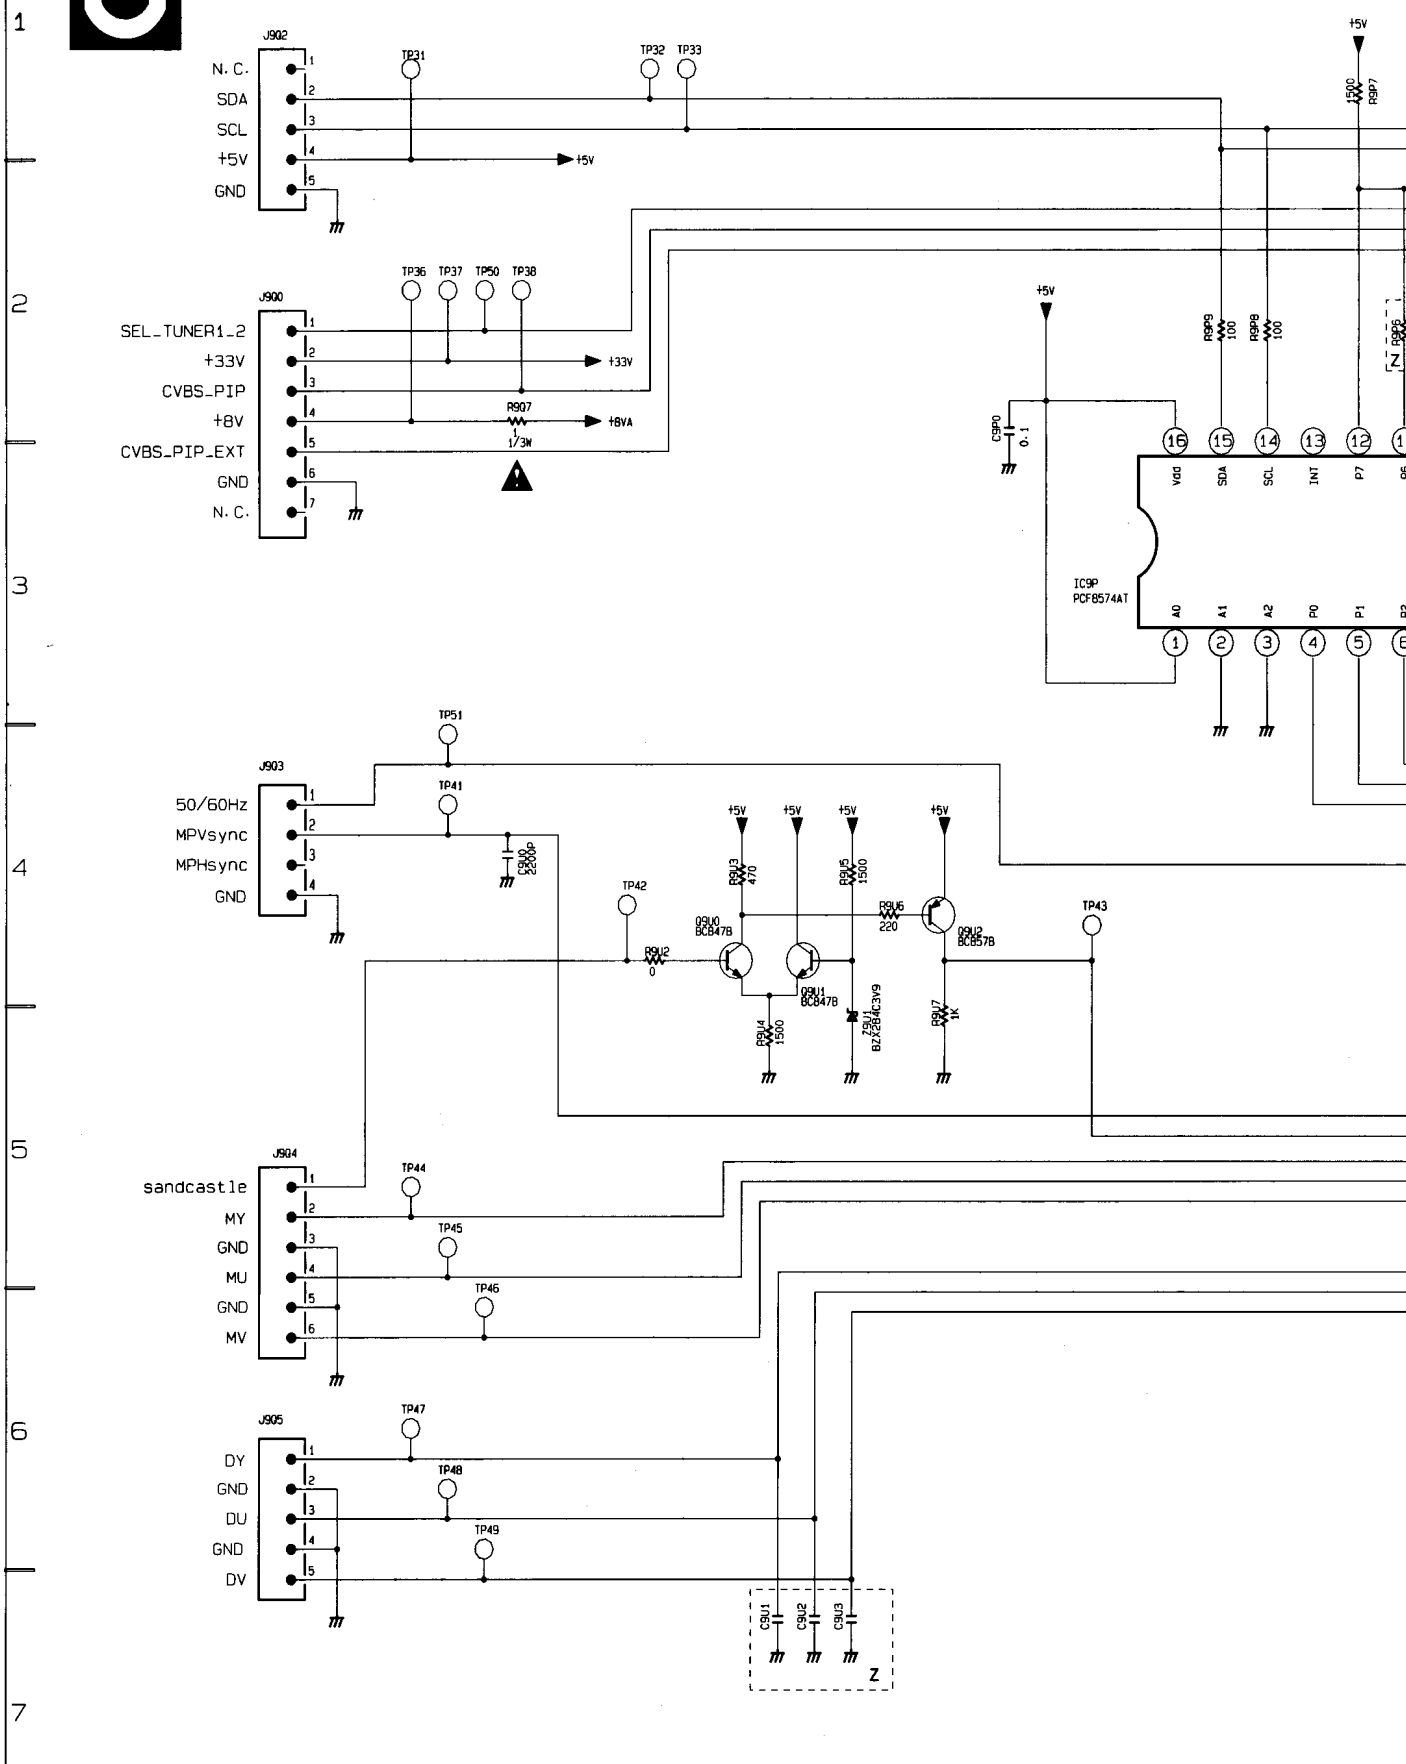 1
J9Q2
N.C. 1
SDA 2
SCL 3
+5V 4
GND 5
TP31
TP32 TP33
+5V
+5V
1500
R9P7
2
J9Q0
SEL_TUNER1_2 1
+33V 2
CVBS_PIP 3
+8V 4
CVBS_PIP_EXT 5
GND 6
N.C. 7
TP36 TP37 TP50 TP38
+33V
R9Q7
1
1/3W
+8VA
+5V
C9P0
0.1
R9P9
100
R9P8
100
R9P6
Z
16 15 14 13 12
Vdd SDA SCL INT P7
3
IC9P
PCF8574AT
A0 A1 A2 P0 P1
1 2 3 4 5
TP51
J9Q3
50/60Hz 1
MPVsync 2
MPHsync 3
GND 4
TP41
C9U0
2200P
4
TP42
R9U2
0
+5V +5V +5V +5V
R9U3
470
Q9U0
BC847B
Q9U1
BC847B
R9U4
1500
R9U5
1500
Z9U1
BZX284C3V9
R9U6
220
Q9U2
BC857B
R9U7
1K
TP43
5
J9Q4
sandcastle 1
MY 2
GND 3
MU 4
GND 5
MV 6
TP44
TP45
TP46
6
J9Q5
DY 1
GND 2
DU 3
GND 4
DV 5
TP47
TP48
TP49
C9U1
C9U2
C9U3
Z
7